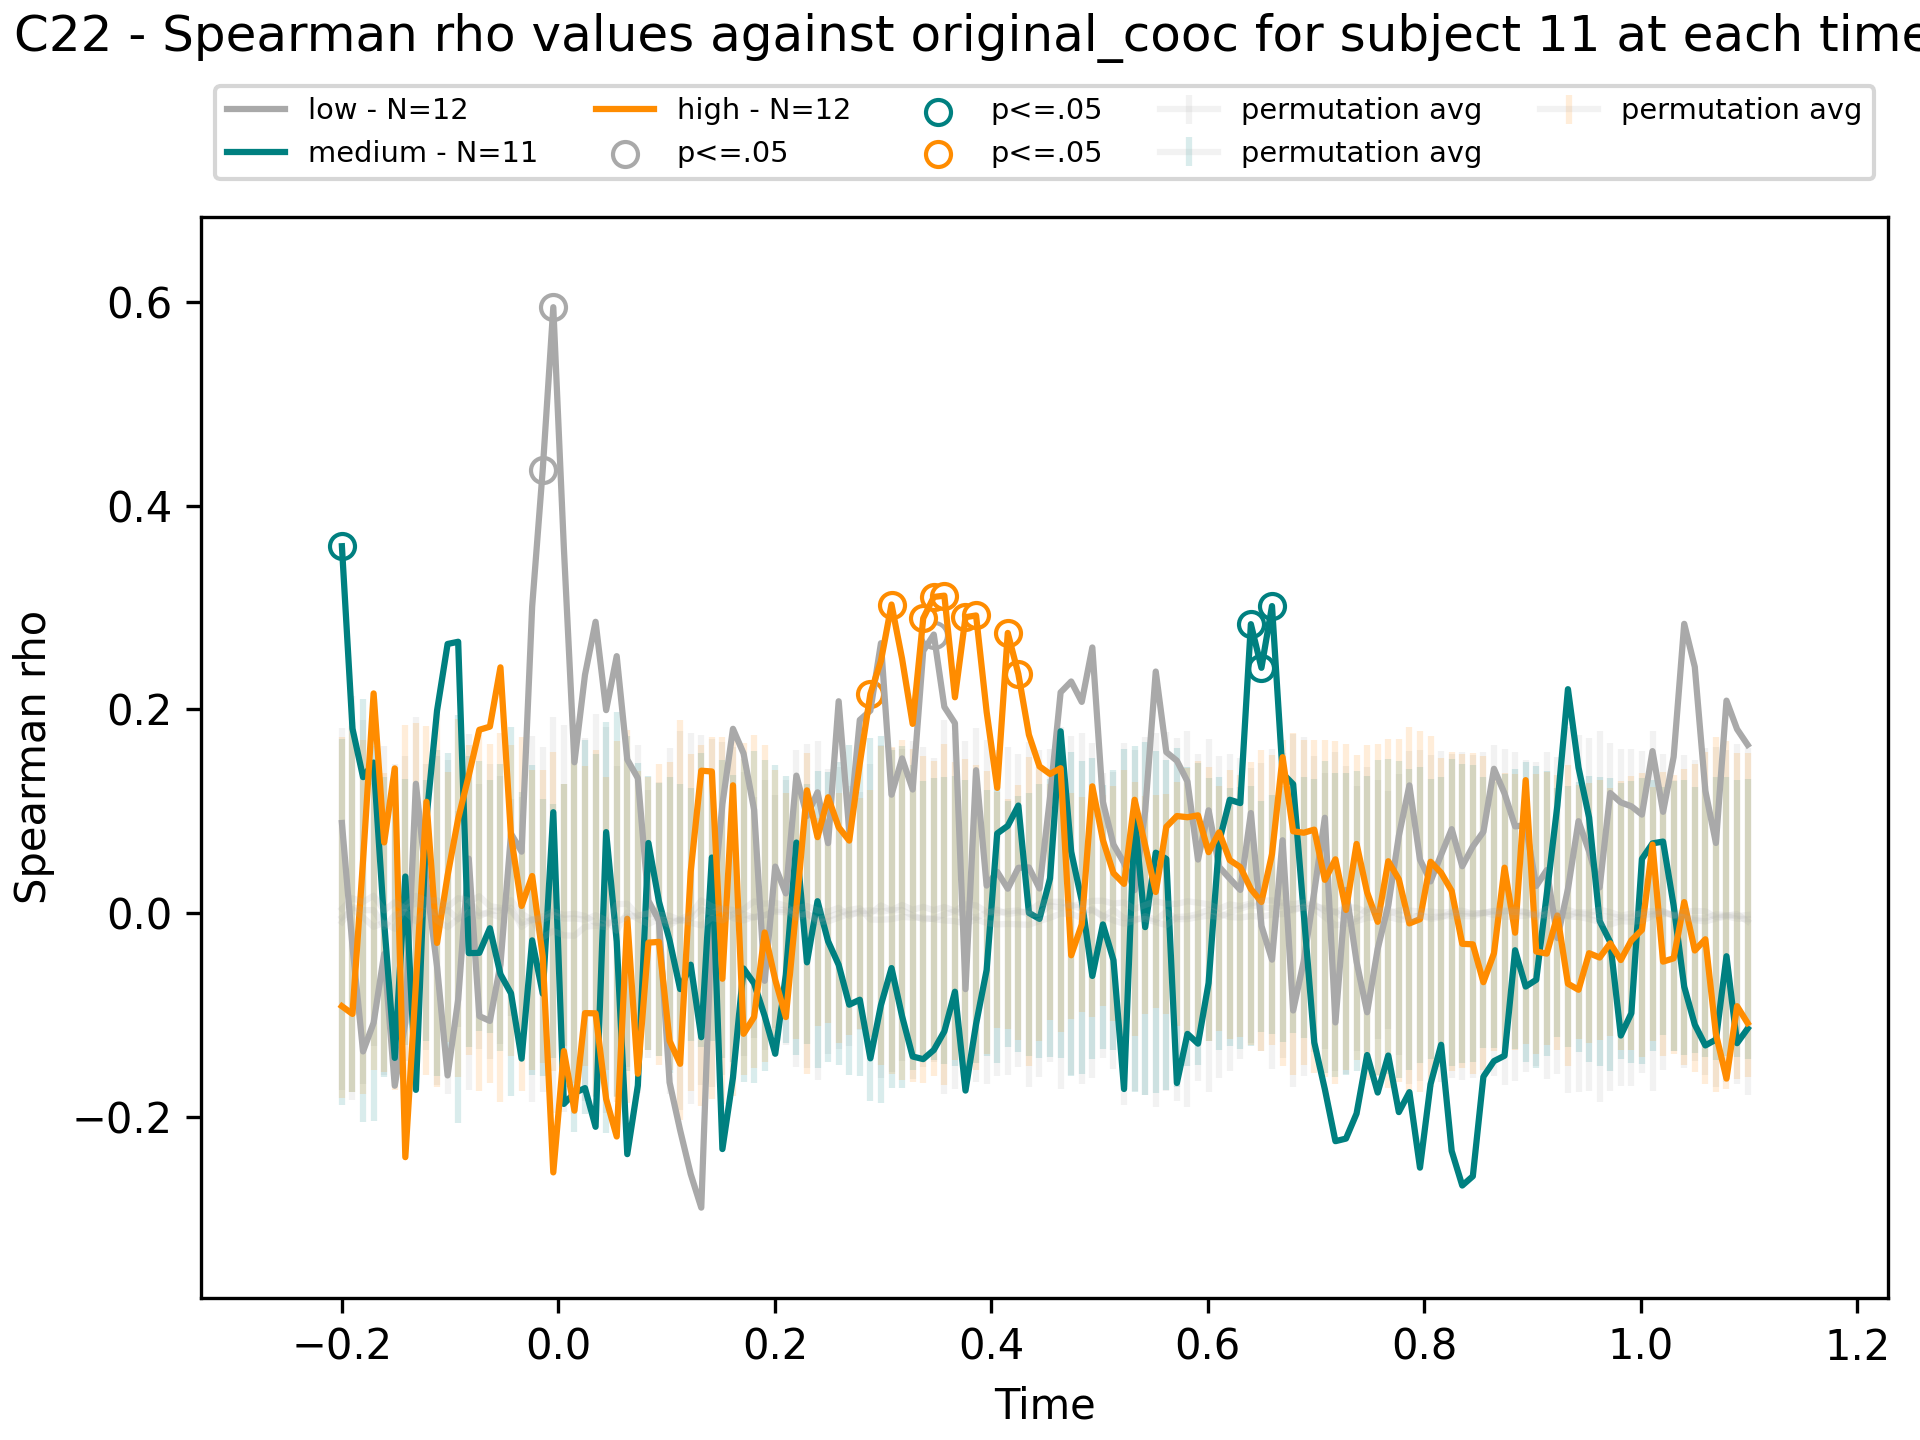 C22 - Spearman rho values against original_cooc for subject 11 at each time
low - N=12
medium - N=11
high - N=12
p<=.05
p<=.05
p<=.05
permutation avg
permutation avg
permutation avg
Spearman rho
0.6
0.4
0.2
0.0
−0.2
−0.2 0.0 0.2 0.4 0.6 0.8 1.0 1.2
Time